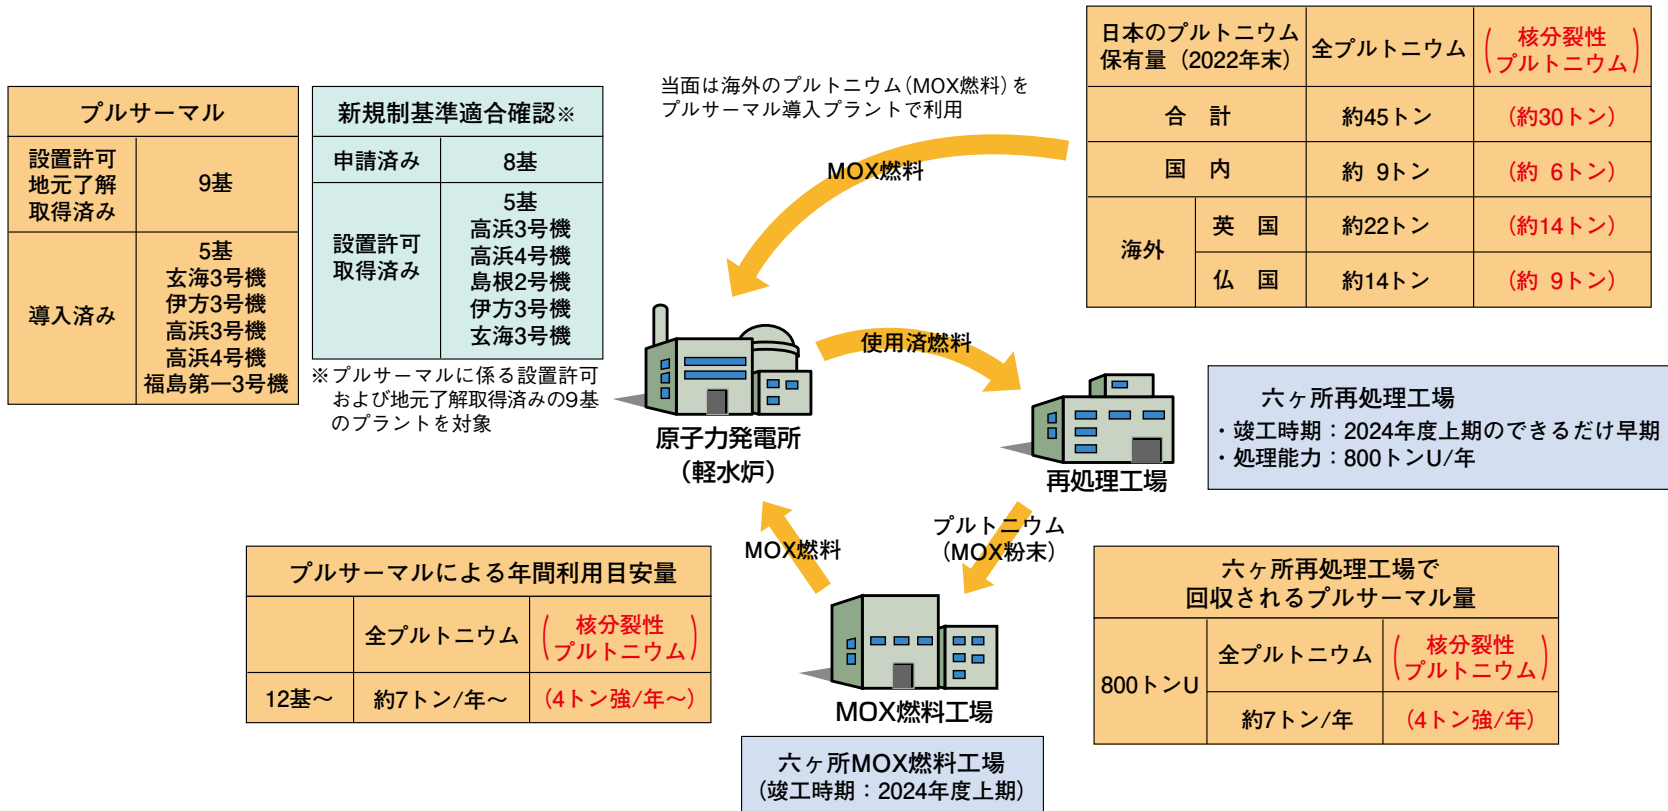 プルサーマル
設置許可
地元了解
取得済み
9基
導入済み
5基
玄海3号機
伊方3号機
高浜3号機
高浜4号機
福島第一3号機
新規制基準適合確認※
申請済み
8基
設置許可
取得済み
5基
高浜3号機
高浜4号機
島根2号機
伊方3号機
玄海3号機
※プルサーマルに係る設置許可
および地元了解取得済みの9基
のプラントを対象
当面は海外のプルトニウム(MOX燃料)を
プルサーマル導入プラントで利用
MOX燃料
日本のプルトニウム
保有量（2022年末）
全プルトニウム
(核分裂性
プルトニウム)
合　計
約45トン
(約30トン)
国　内
約 9トン
(約 6トン)
海外
英　国
約22トン
(約14トン)
仏　国
約14トン
(約 9トン)
使用済燃料
原子力発電所
（軽水炉）
再処理工場
六ヶ所再処理工場
・竣工時期：2024年度上期のできるだけ早期
・処理能力：800トンU/年
プルトニウム
（MOX粉末）
MOX燃料
プルサーマルによる年間利用目安量
全プルトニウム
(核分裂性
プルトニウム)
12基〜
約7トン/年〜
(4トン強/年〜)
MOX燃料工場
六ヶ所MOX燃料工場
(竣工時期：2024年度上期)
六ヶ所再処理工場で
回収されるプルサーマル量
800トンU
全プルトニウム
(核分裂性
プルトニウム)
約7トン/年
(4トン強/年)